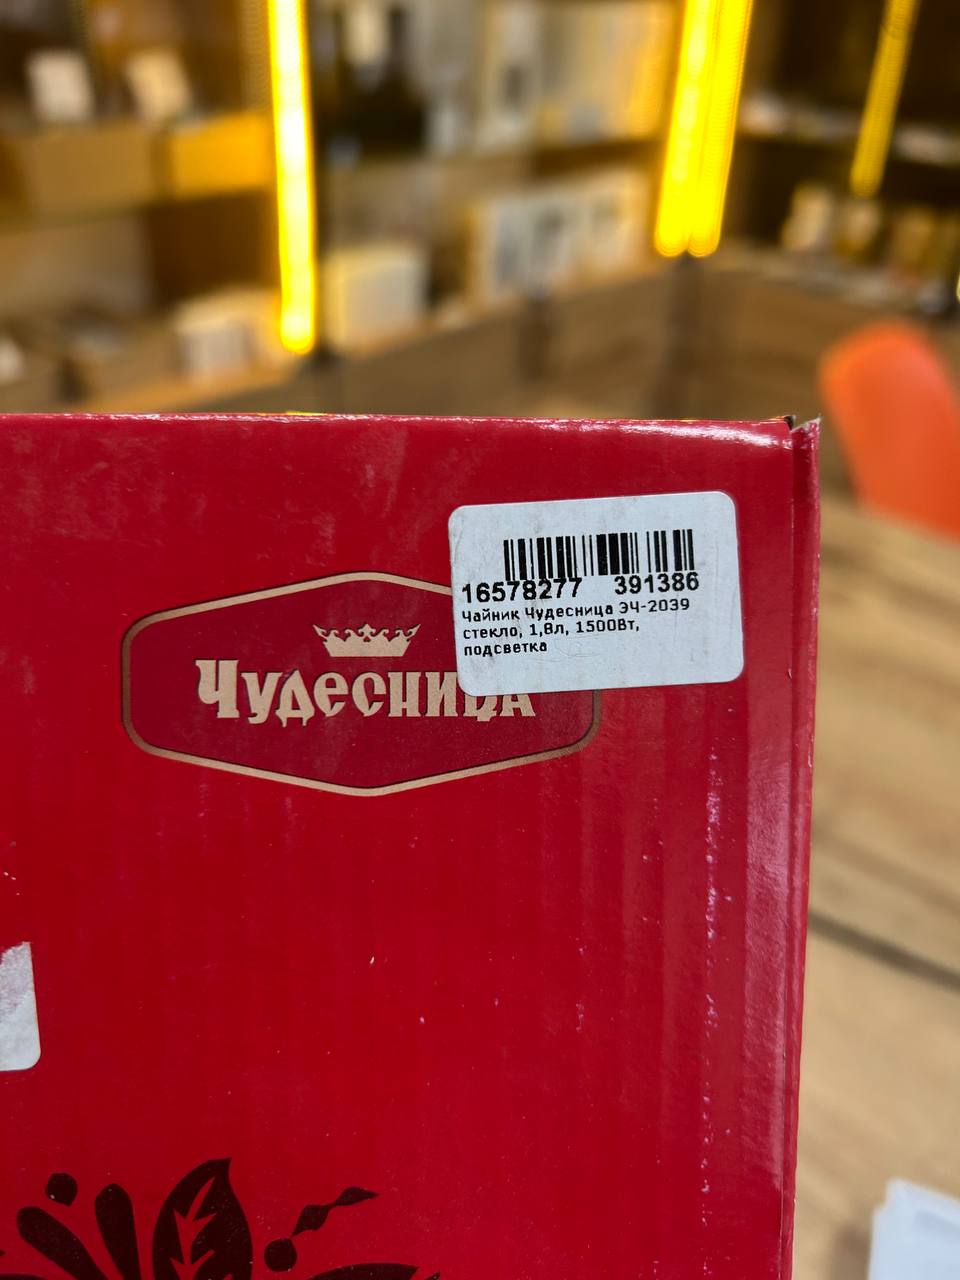 16578277 391386
Чайник Чудесница ЭЧ-2039
стекло, 1,8л, 1500Вт,
подсветка
Чудесница